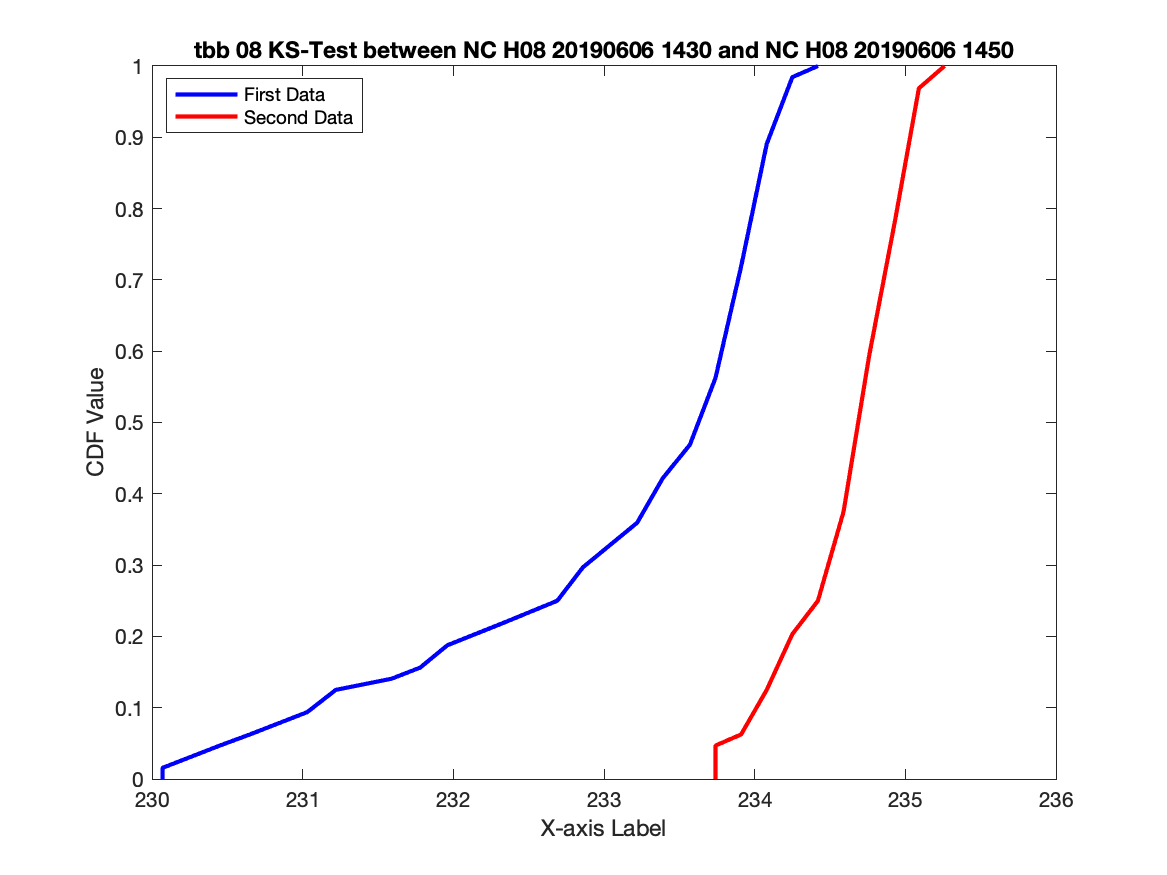 tbb 08 KS-Test between NC H08 20190606 1430 and NC H08 20190606 1450
First Data
Second Data
1
0.9
0.8
0.7
0.6
0.5
0.4
0.3
0.2
0.1
0
CDF Value
230 231 232 233 234 235 236
X-axis Label